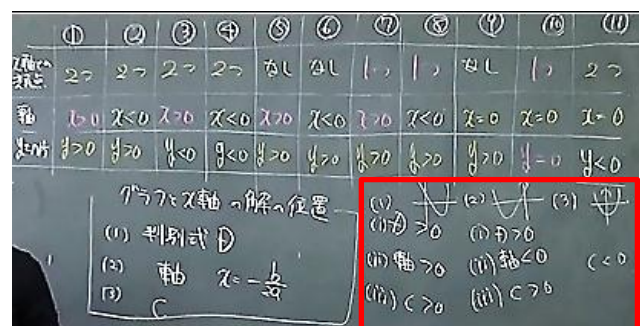 ① ② ③ ④ ⑤ ⑥ ⑦ ⑧ ⑨ ⑩ ⑪
2つ 2つ 2つ 2つ なし なし 1つ 1つ なし 1つ 2つ
軸 x>0 x<0 x>0 x<0 x>0 x<0 x>0 x<0 x=0 x=0 x=0
y>0 y>0 y<0 y<0 y>0 y>0 y>0 y>0 y>0 y=0 y<0
グラフとx軸の解の位置
(1) 判別式 D
(2) 軸 x=-b/2a
(3) C
(1) (2) (3)
(i) D>0 (i) D>0
(ii) 軸>0 (ii) 軸<0 C<0
(iii) C>0 (iii) C>0